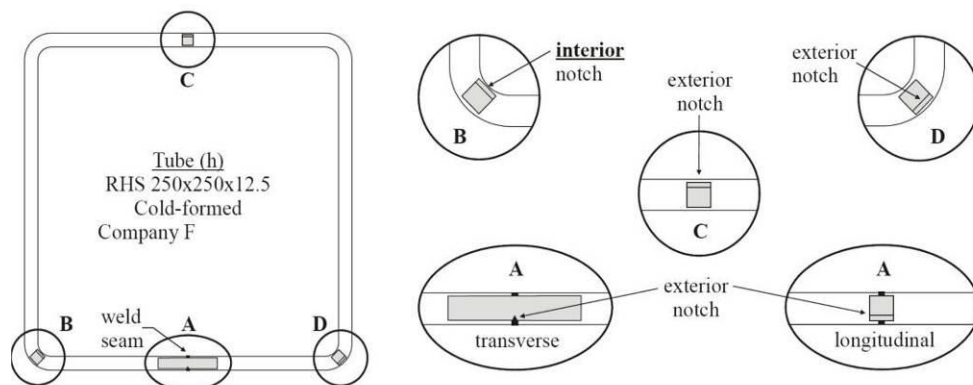 C
Tube (h)
RHS 250x250x12.5
Cold-formed
Company F
weld
seam
B
A
D
interior
notch
B
exterior
notch
D
exterior
notch
C
A
transverse
exterior
notch
A
longitudinal